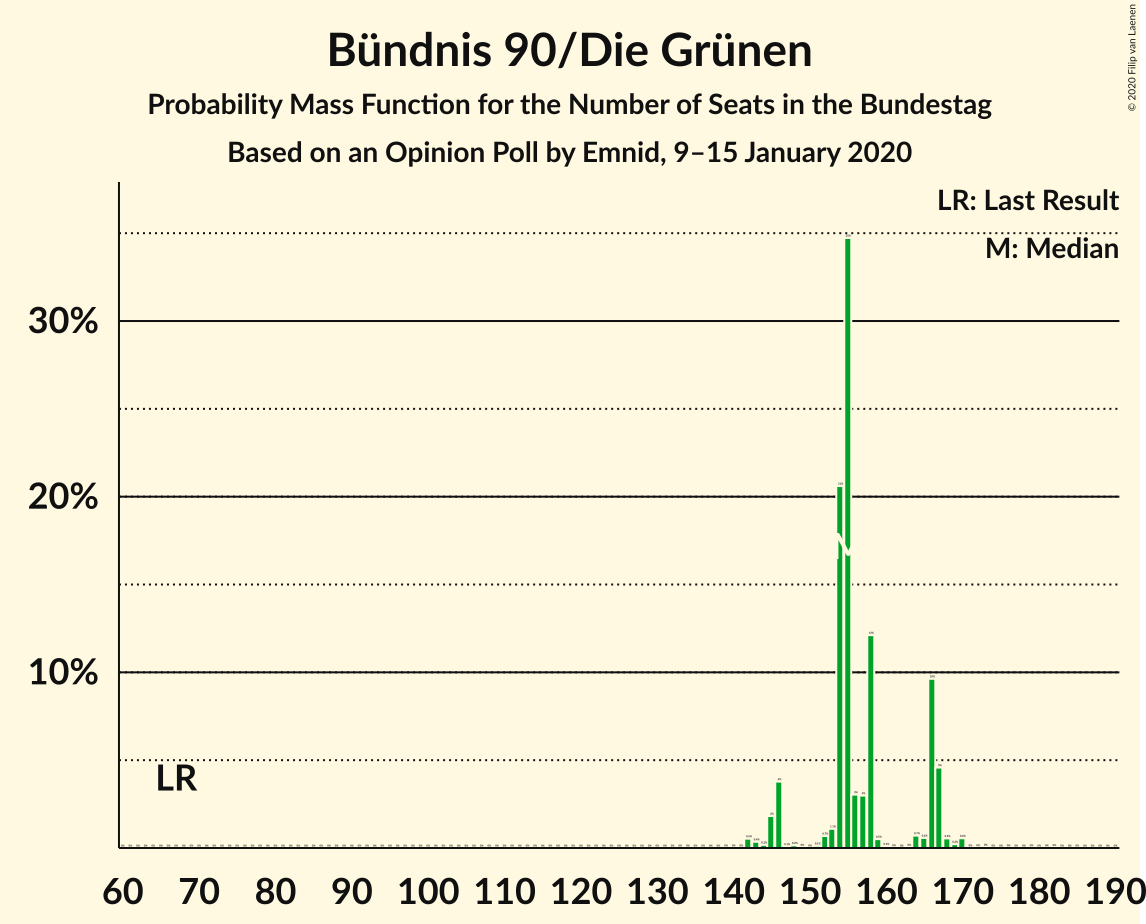 Bündnis 90/Die Grünen
Probability Mass Function for the Number of Seats in the Bundestag
Based on an Opinion Poll by Emnid, 9–15 January 2020
© 2020 Filip van Laenen
LR: Last Result
M: Median
30%
20%
10%
LR
60 70 80 90 100 110 120 130 140 150 160 170 180 190